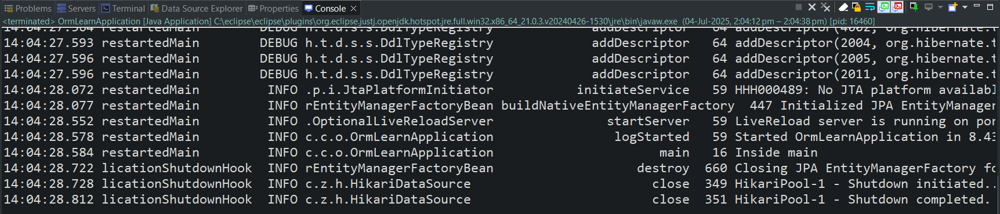 Problems Servers Terminal Data Source Explorer Properties Console
<terminated> OrmLearnApplication [Java Application] C:\eclipse\eclipse\plugins\org.eclipse.justj.openjdk.hotspot.jre.full.win32.x86_64_21.0.3.v20240426-1530\jre\bin\javaw.exe (04-Jul-2025, 2:04:12 pm – 2:04:38 pm) [pid: 16460]
14:04:27.593 restartedMain DEBUG h.t.d.s.s.DdlTypeRegistry addDescriptor 64 addDescriptor(2004, org.hibernate.t
14:04:27.596 restartedMain DEBUG h.t.d.s.s.DdlTypeRegistry addDescriptor 64 addDescriptor(2005, org.hibernate.t
14:04:27.596 restartedMain DEBUG h.t.d.s.s.DdlTypeRegistry addDescriptor 64 addDescriptor(2011, org.hibernate.t
14:04:28.072 restartedMain INFO .p.i.JtaPlatformInitiator initiateService 59 HHH000489: No JTA platform availabl
14:04:28.077 restartedMain INFO rEntityManagerFactoryBean buildNativeEntityManagerFactory 447 Initialized JPA EntityManager
14:04:28.552 restartedMain INFO .OptionalLiveReloadServer startServer 59 LiveReload server is running on por
14:04:28.578 restartedMain INFO c.c.o.OrmLearnApplication logStarted 59 Started OrmLearnApplication in 8.43
14:04:28.584 restartedMain INFO c.c.o.OrmLearnApplication main 16 Inside main
14:04:28.722 licationShutdownHook INFO rEntityManagerFactoryBean destroy 660 Closing JPA EntityManagerFactory fo
14:04:28.728 licationShutdownHook INFO c.z.h.HikariDataSource close 349 HikariPool-1 - Shutdown initiated..
14:04:28.812 licationShutdownHook INFO c.z.h.HikariDataSource close 351 HikariPool-1 - Shutdown completed.